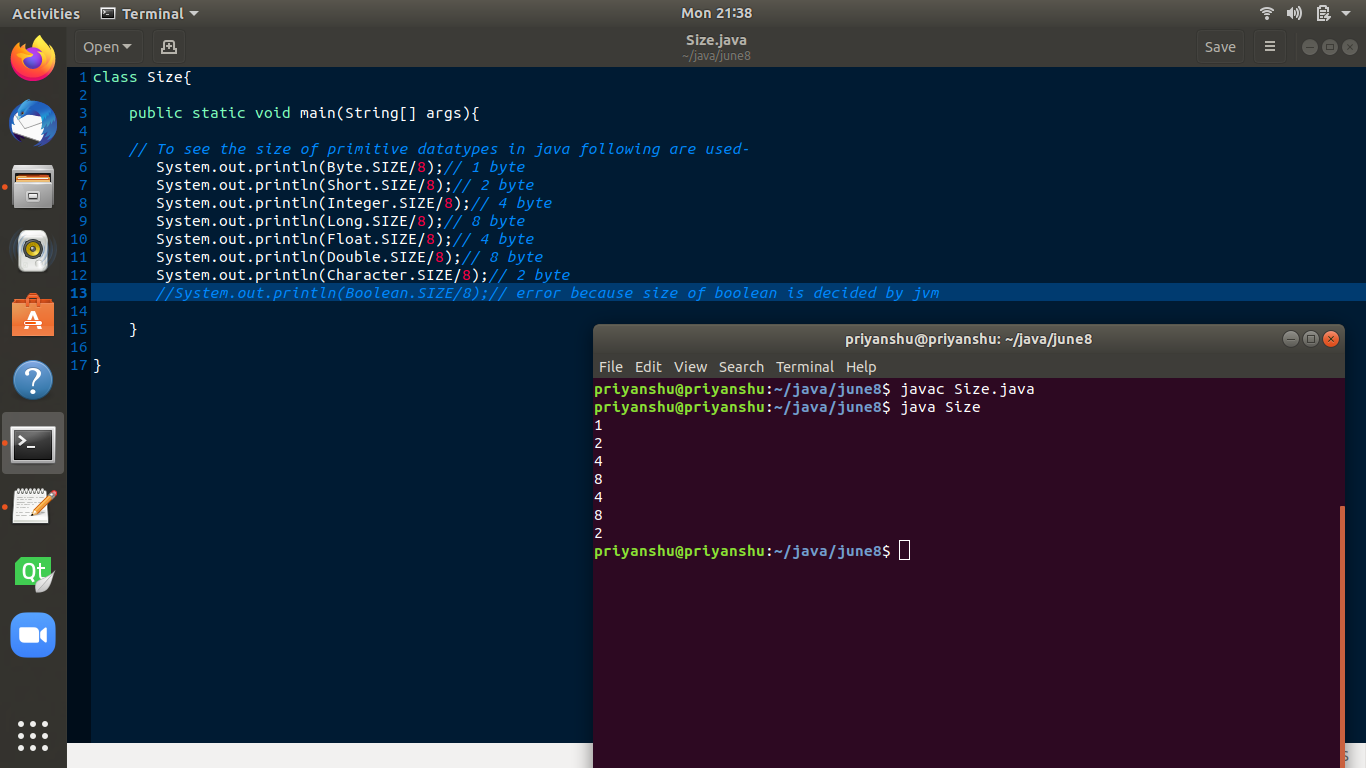 Activities Terminal Mon 21:38
Open Size.java Save
~/java/june8
1 class Size{
2
3 public static void main(String[] args){
4
5 // To see the size of primitive datatypes in java following are used-
6 System.out.println(Byte.SIZE/8);// 1 byte
7 System.out.println(Short.SIZE/8);// 2 byte
8 System.out.println(Integer.SIZE/8);// 4 byte
9 System.out.println(Long.SIZE/8);// 8 byte
10 System.out.println(Float.SIZE/8);// 4 byte
11 System.out.println(Double.SIZE/8);// 8 byte
12 System.out.println(Character.SIZE/8);// 2 byte
13 //System.out.println(Boolean.SIZE/8);// error because size of boolean is decided by jvm
14
15 }
16
17 }
priyanshu@priyanshu: ~/java/june8
File Edit View Search Terminal Help
priyanshu@priyanshu:~/java/june8$ javac Size.java
priyanshu@priyanshu:~/java/june8$ java Size
1
2
4
8
4
8
2
priyanshu@priyanshu:~/java/june8$
Qt